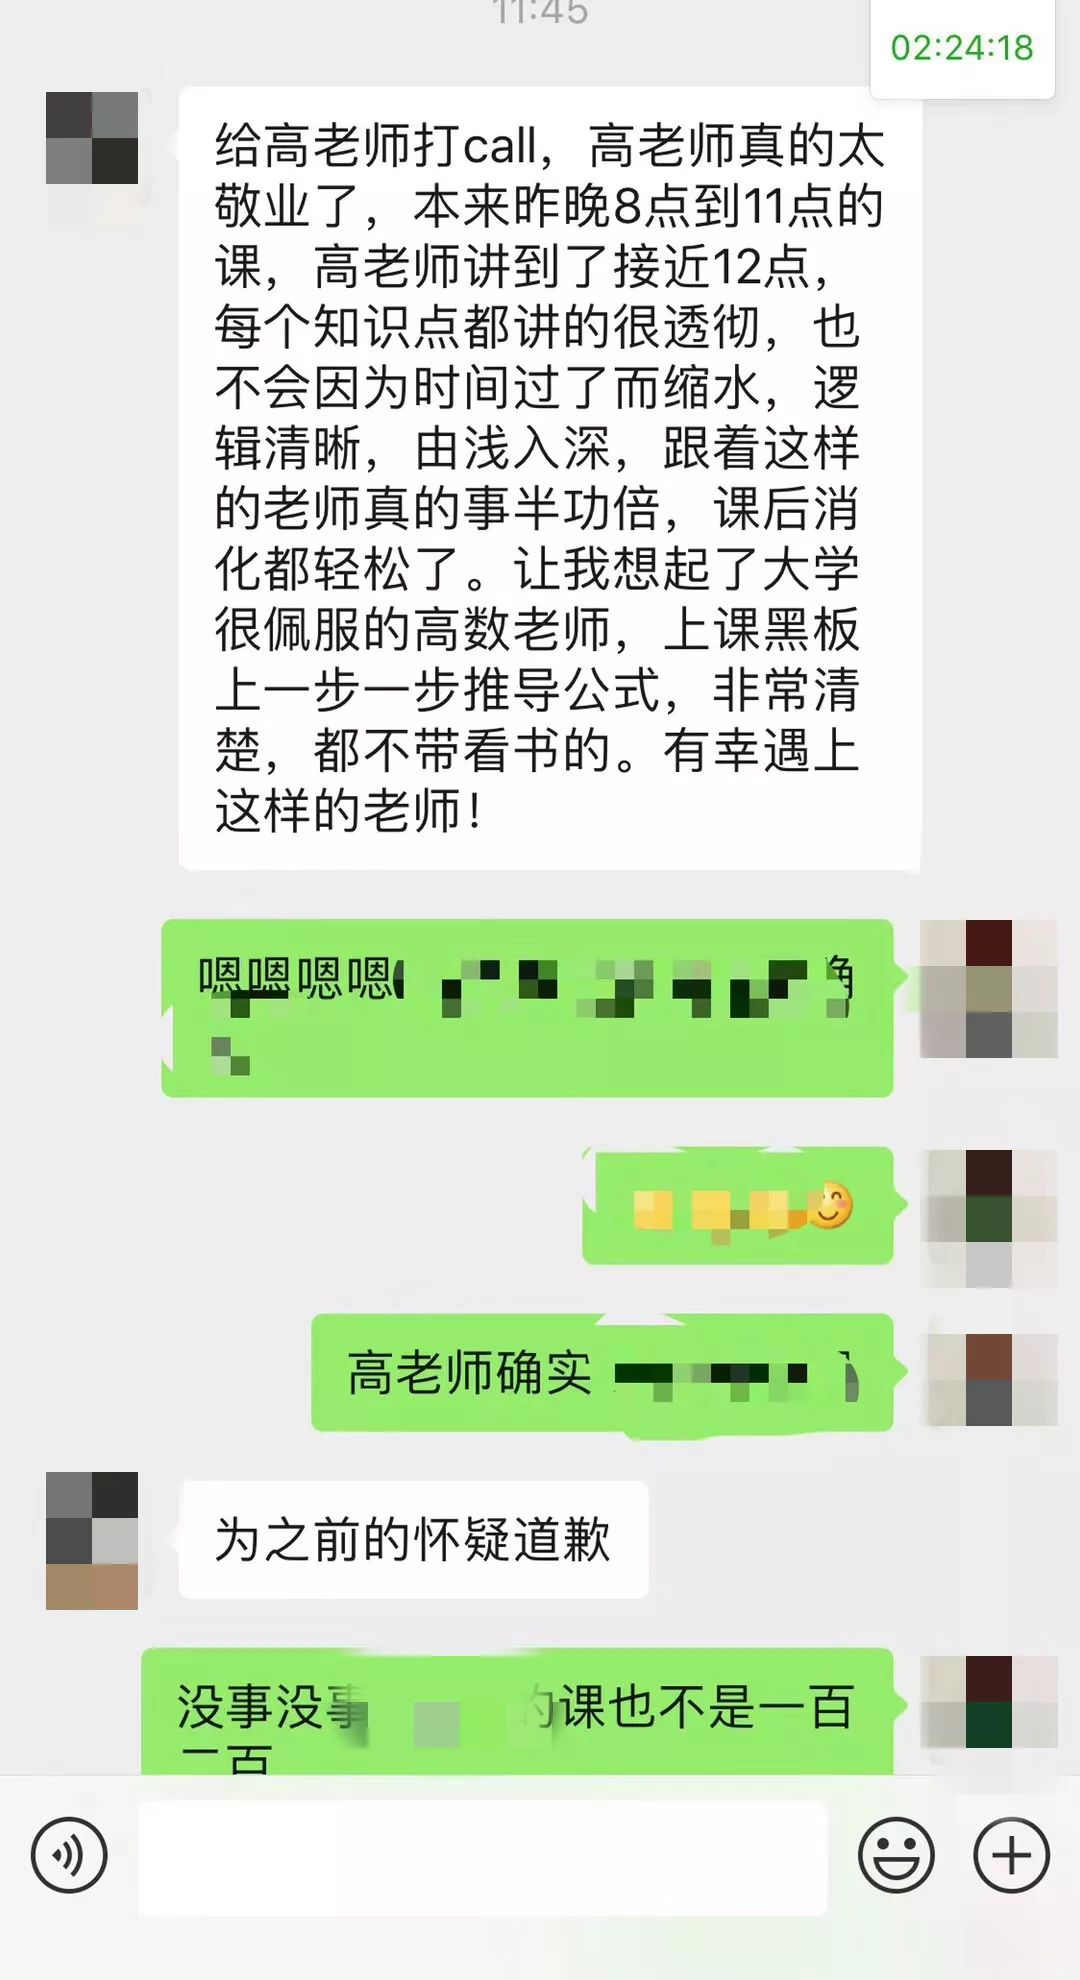 11:45
02:24:18
给高老师打call，高老师真的太
敬业了，本来昨晚8点到11点的
课，高老师讲到了接近12点，
每个知识点都讲的很透彻，也
不会因为时间过了而缩水，逻
辑清晰，由浅入深，跟着这样
的老师真的事半功倍，课后消
化都轻松了。让我想起了大学
很佩服的高数老师，上课黑板
上一步一步推导公式，非常清
楚，都不带看书的。有幸遇上
这样的老师！
嗯嗯嗯嗯
高老师确实
为之前的怀疑道歉
没事没事 的课也不是一百
二百